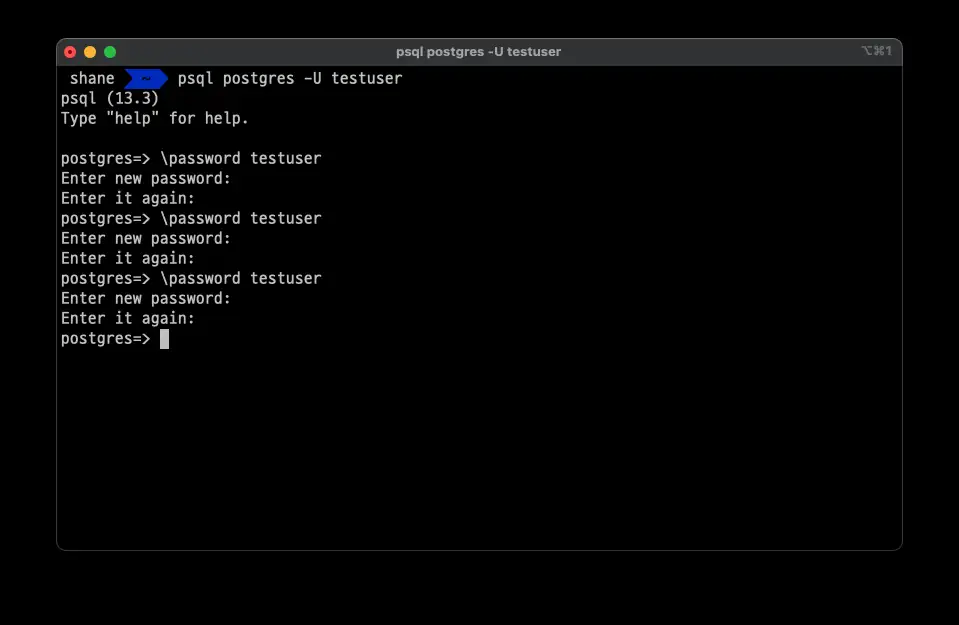 psql postgres -U testuser
⌥⌘1
shane ~ psql postgres -U testuser
psql (13.3)
Type "help" for help.
postgres=> \password testuser
Enter new password:
Enter it again:
postgres=> \password testuser
Enter new password:
Enter it again:
postgres=> \password testuser
Enter new password:
Enter it again:
postgres=>